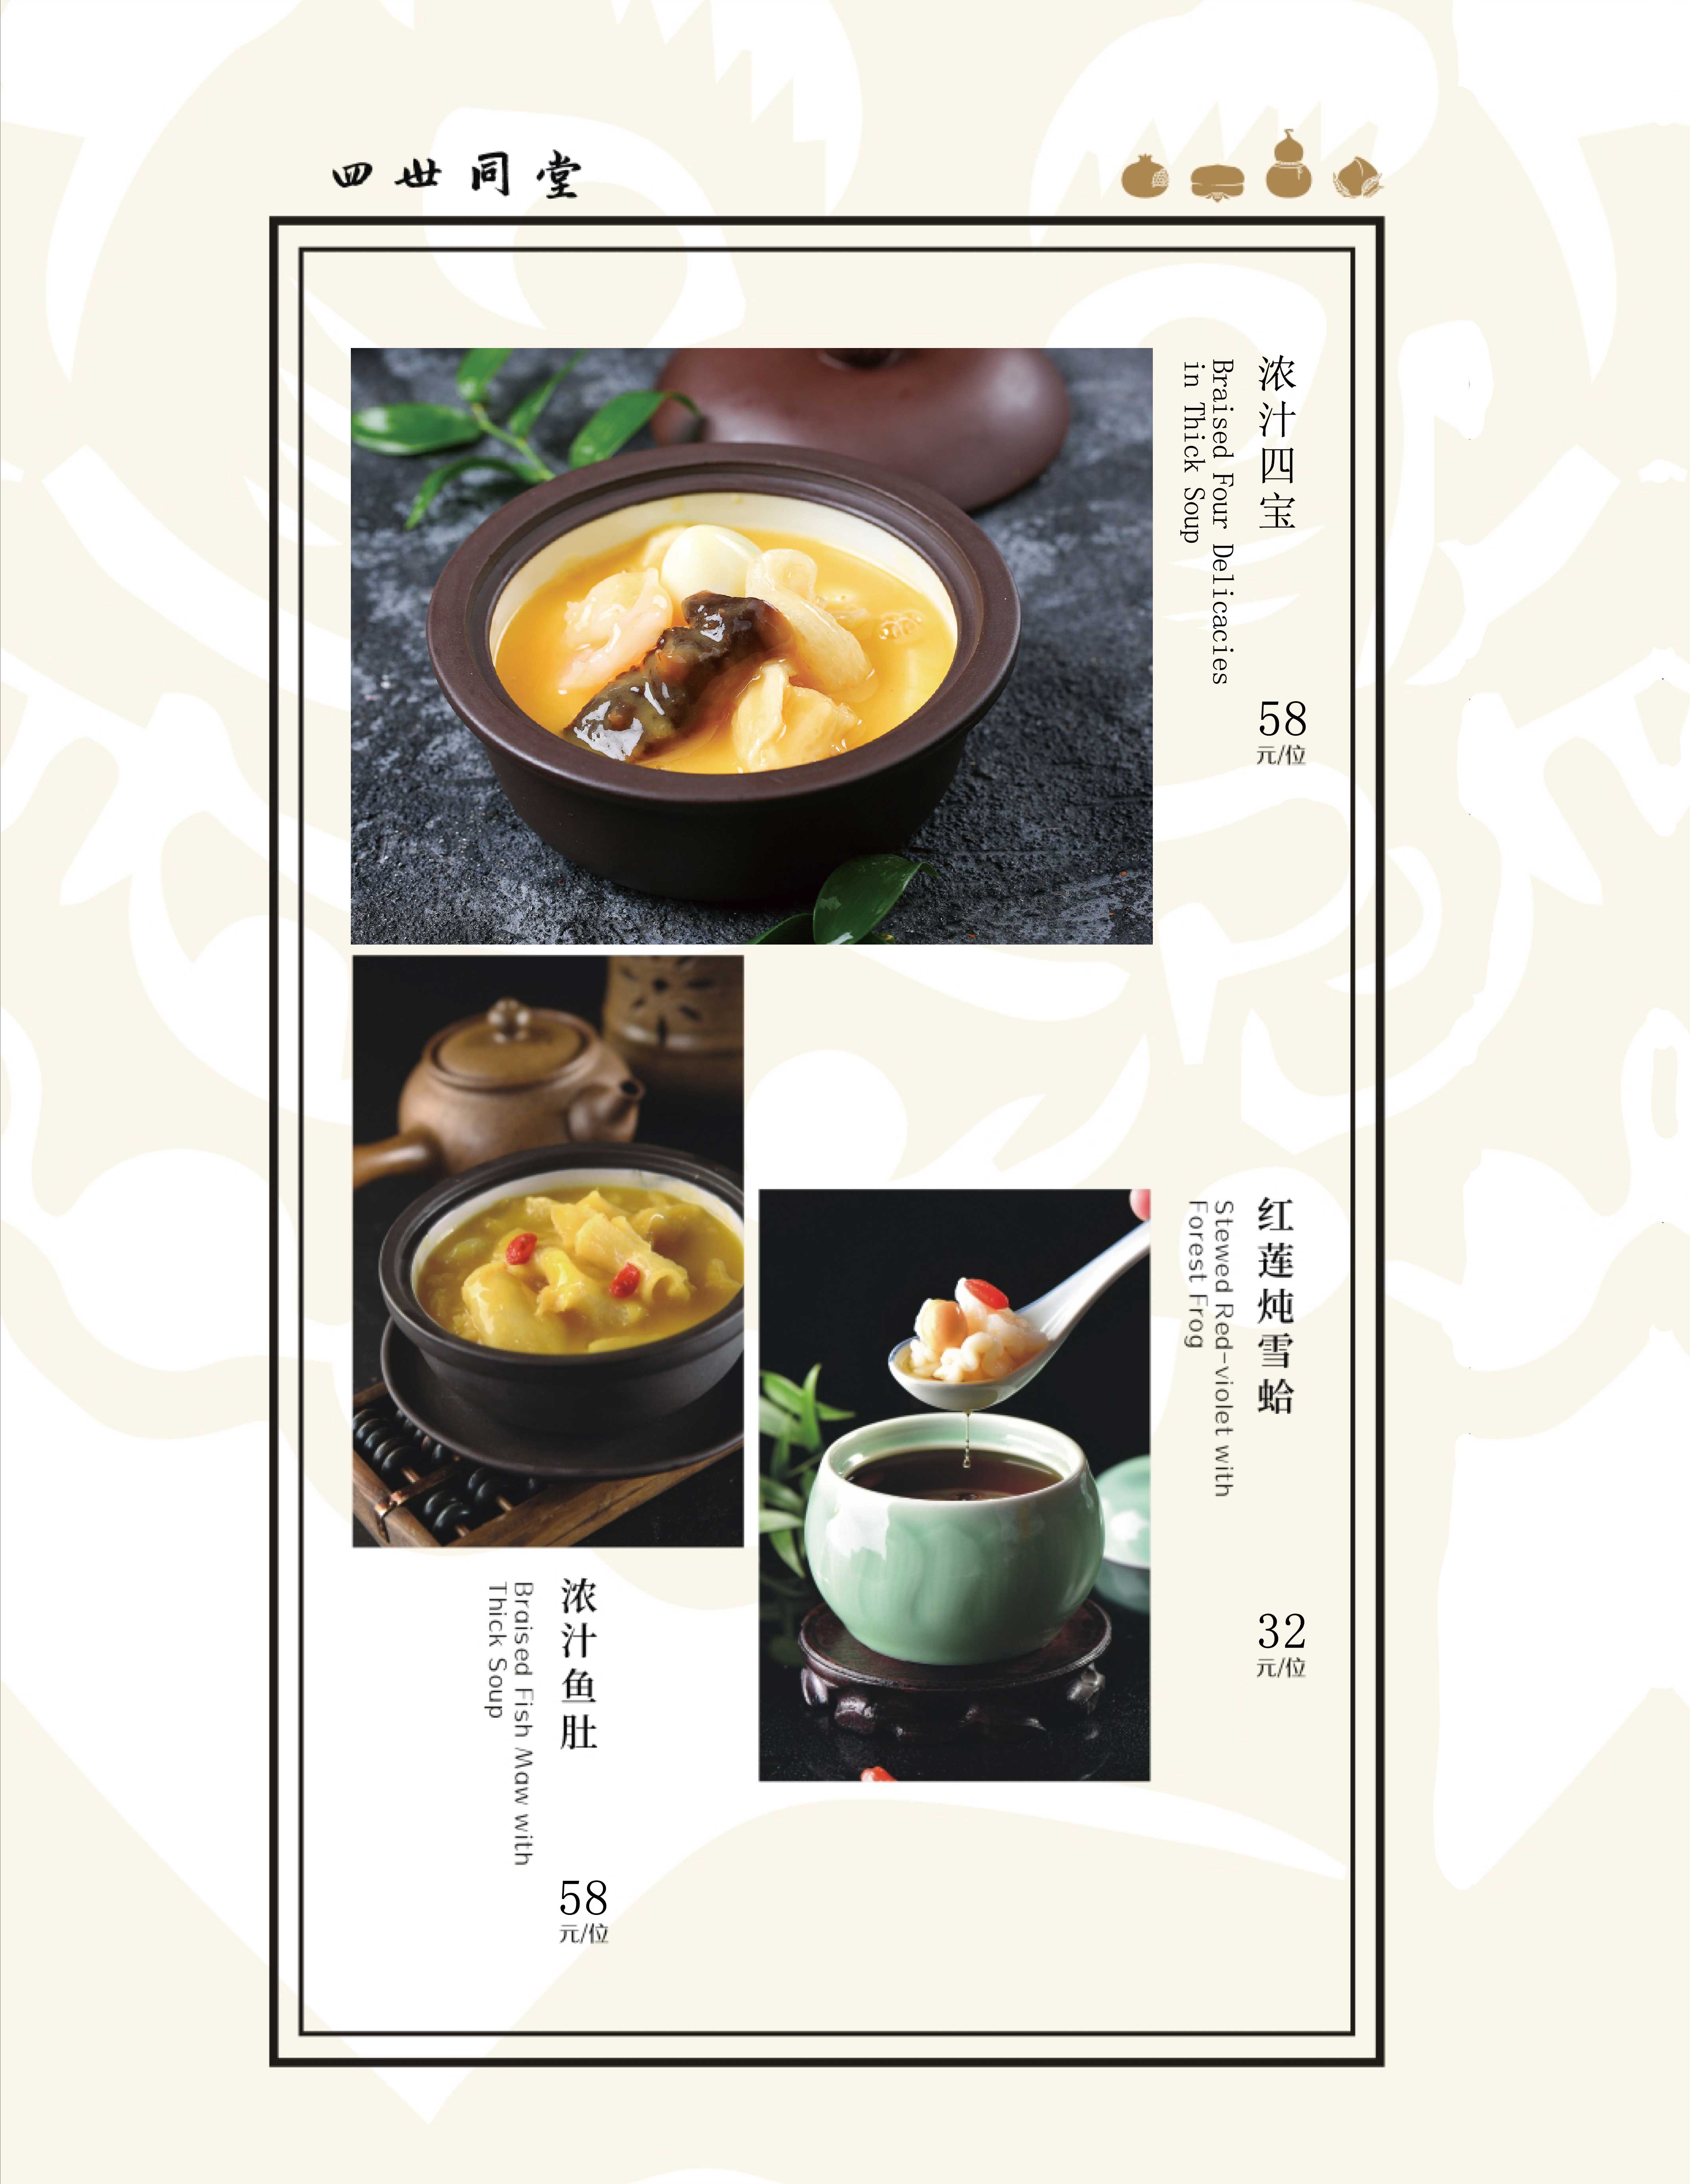 四世同堂
浓汁四宝
Braised Four Delicacies
in Thick Soup
58
元/位
红莲炖雪蛤
Stewed Red-violet with
Forest Frog
32
元/位
浓汁鱼肚
Braised Fish Maw with
Thick Soup
58
元/位